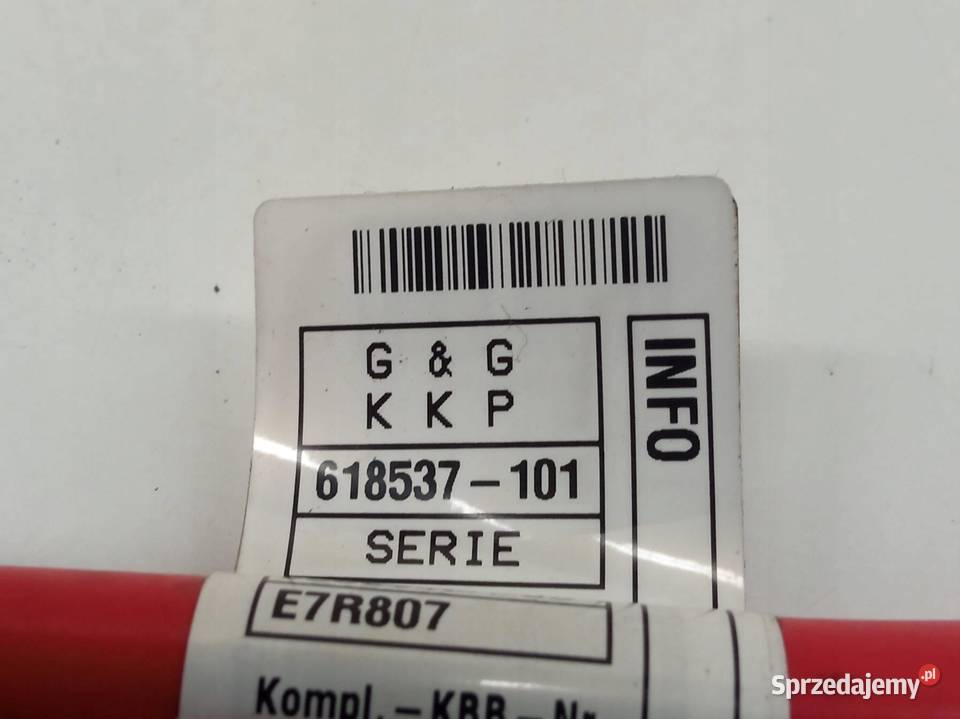 G & G
K K P
INFO
618537-101
SERIE
E7R807
Kompl.-KBB-Nr.
Sprzedajemy.pl